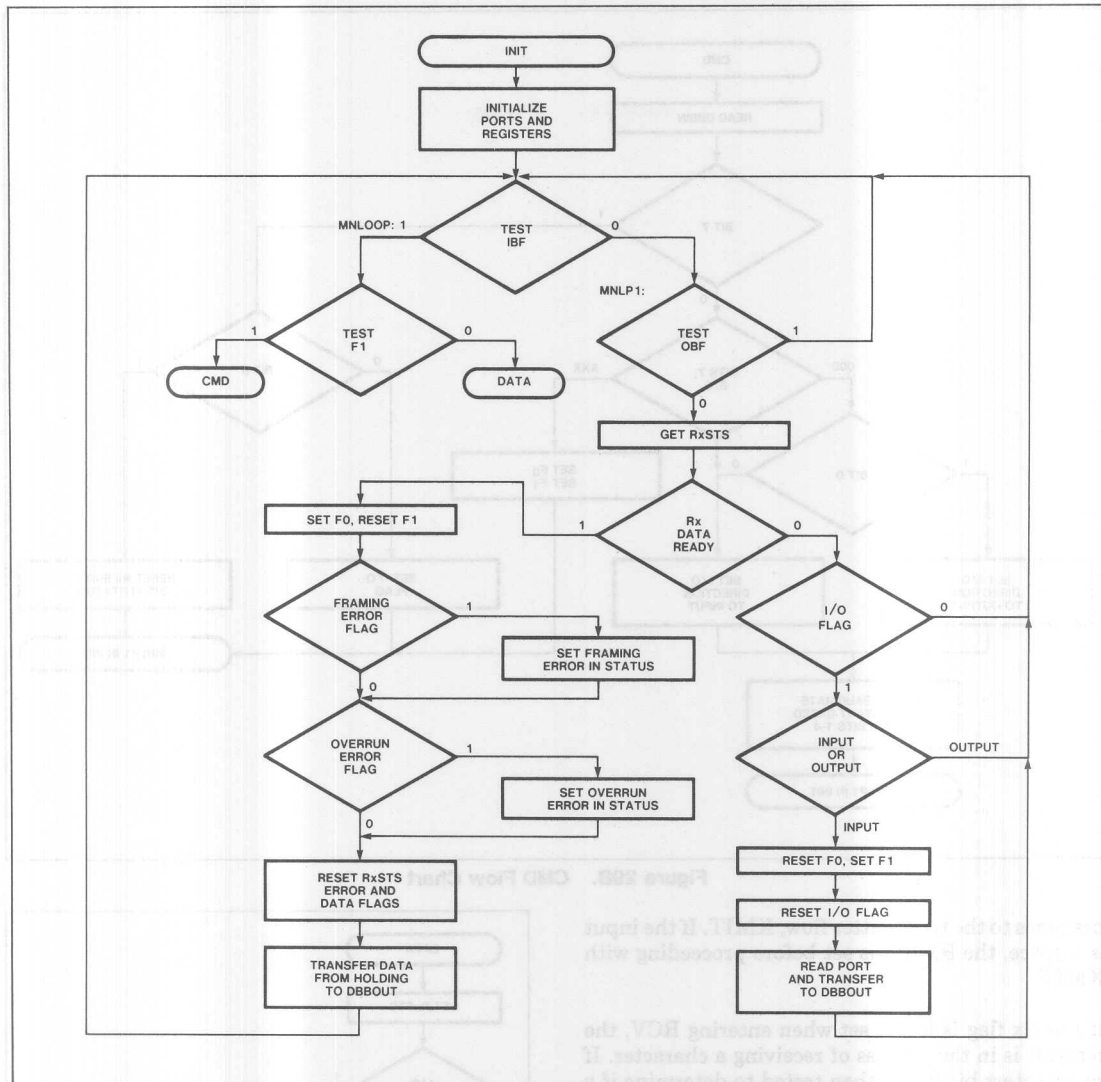 INIT
INITIALIZE
PORTS AND
REGISTERS
MNLOOP: 1
TEST
IBF
0
MNLP1:
1
TEST
F1
0
TEST
OBF
1
CMD
DATA
0
GET RxSTS
SET F0, RESET F1
1
Rx
DATA
READY
0
FRAMING
ERROR
FLAG
1
I/O
FLAG
0
SET FRAMING
ERROR IN STATUS
0
1
OVERRUN
ERROR
FLAG
1
INPUT
OR
OUTPUT
OUTPUT
SET OVERRUN
ERROR IN STATUS
0
INPUT
RESET RxSTS
ERROR AND
DATA FLAGS
RESET F0, SET F1
RESET I/O FLAG
TRANSFER DATA
FROM HOLDING
TO DBBOUT
READ PORT
AND TRANSFER
TO DBBOUT